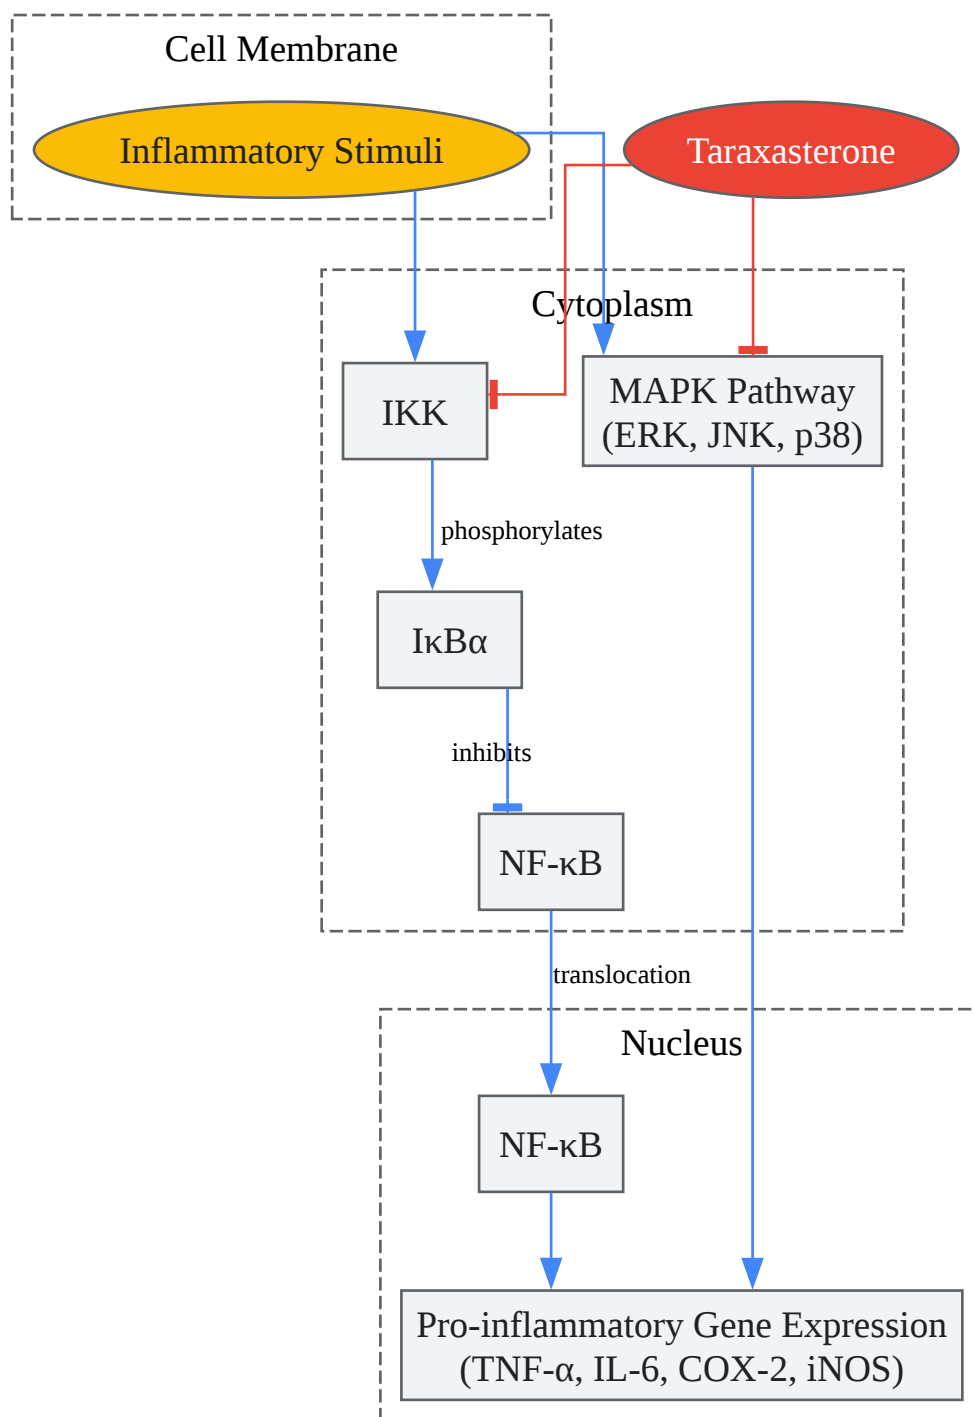 Cell Membrane
Inflammatory Stimuli
Taraxasterone
Cytoplasm
IKK
MAPK Pathway
(ERK, JNK, p38)
phosphorylates
IκBα
inhibits
NF-κB
translocation
Nucleus
NF-κB
Pro-inflammatory Gene Expression
(TNF-α, IL-6, COX-2, iNOS)